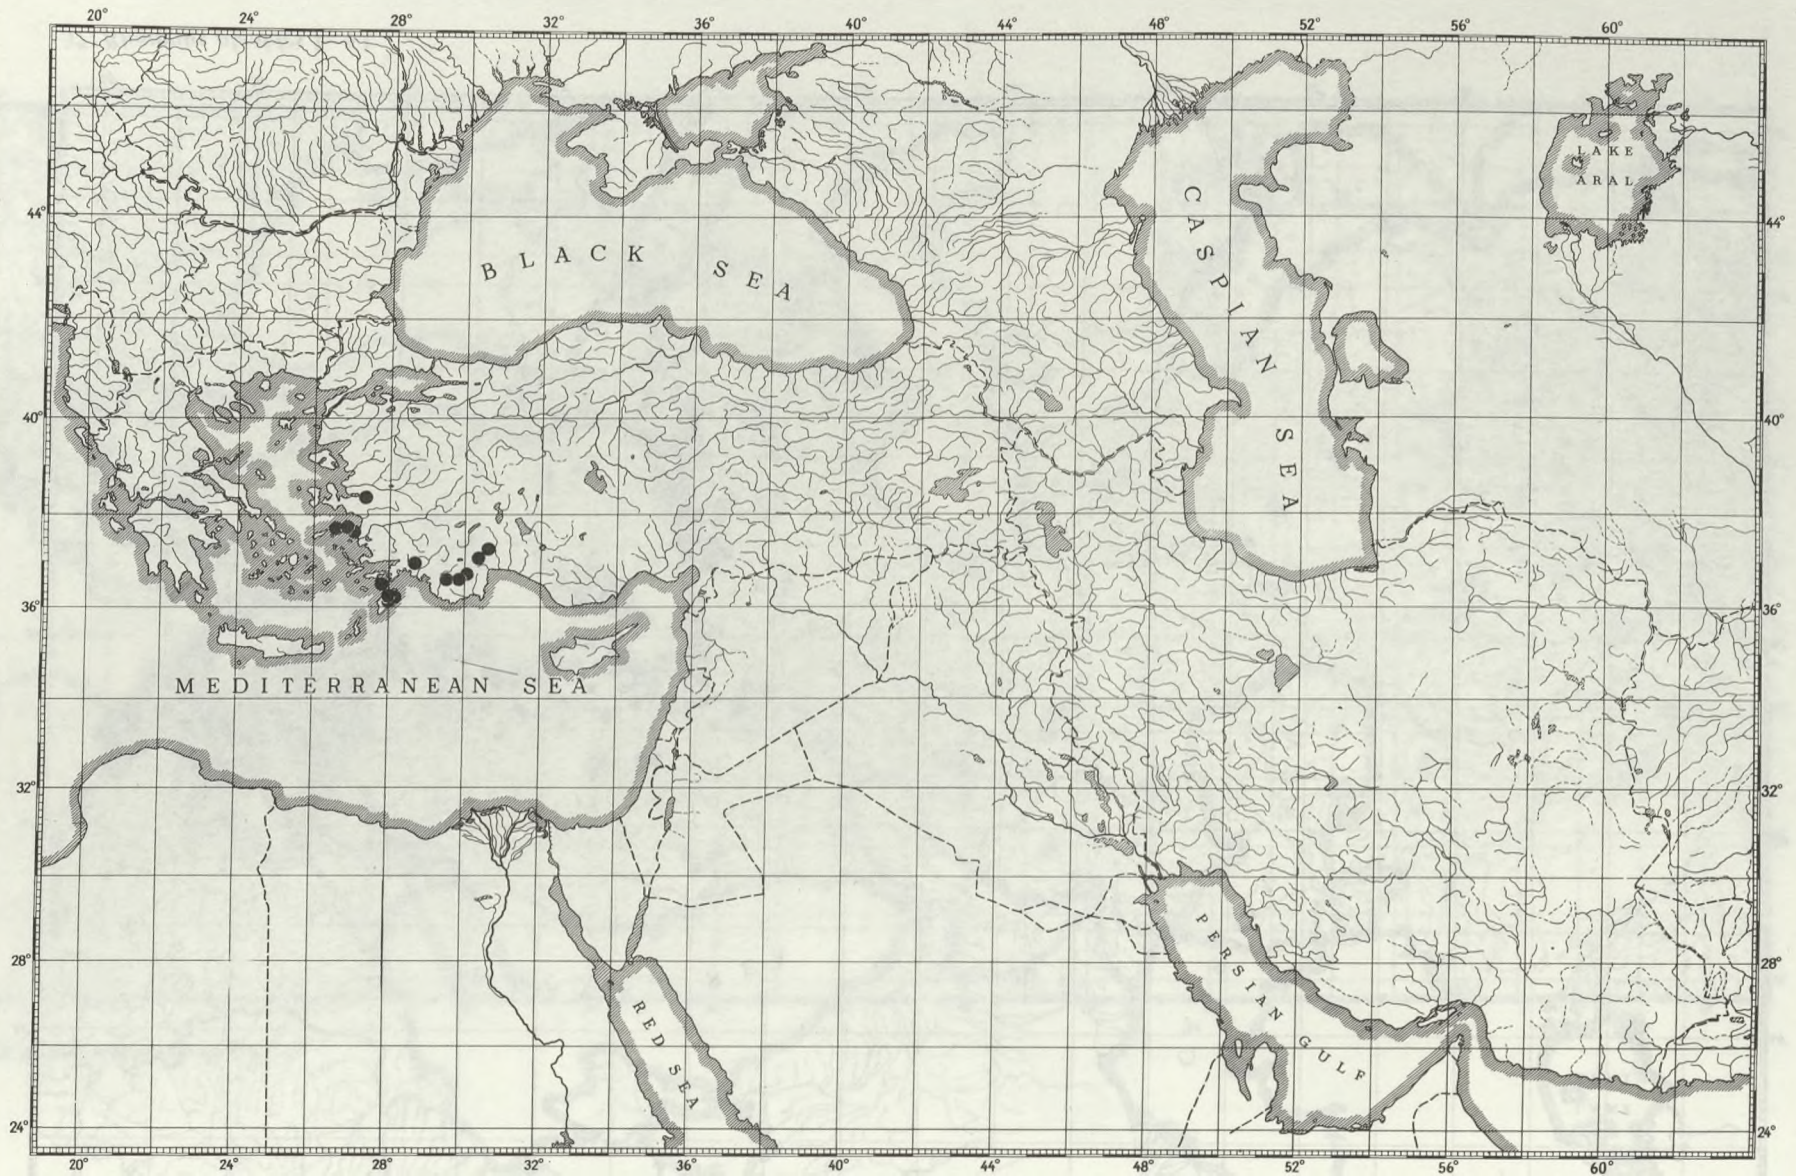 20° 24° 28° 32° 36° 40° 44° 48° 52° 56° 60°
LAKE
ARAL
44° 44°
BLACK SEA
CASPIAN SEA
40° 40°
36° 36°
MEDITERRANEAN SEA
32° 32°
28° 28°
PERSIAN GULF
RED SEA
24° 24°
20° 24° 28° 32° 36° 40° 44° 48° 52° 56° 60°